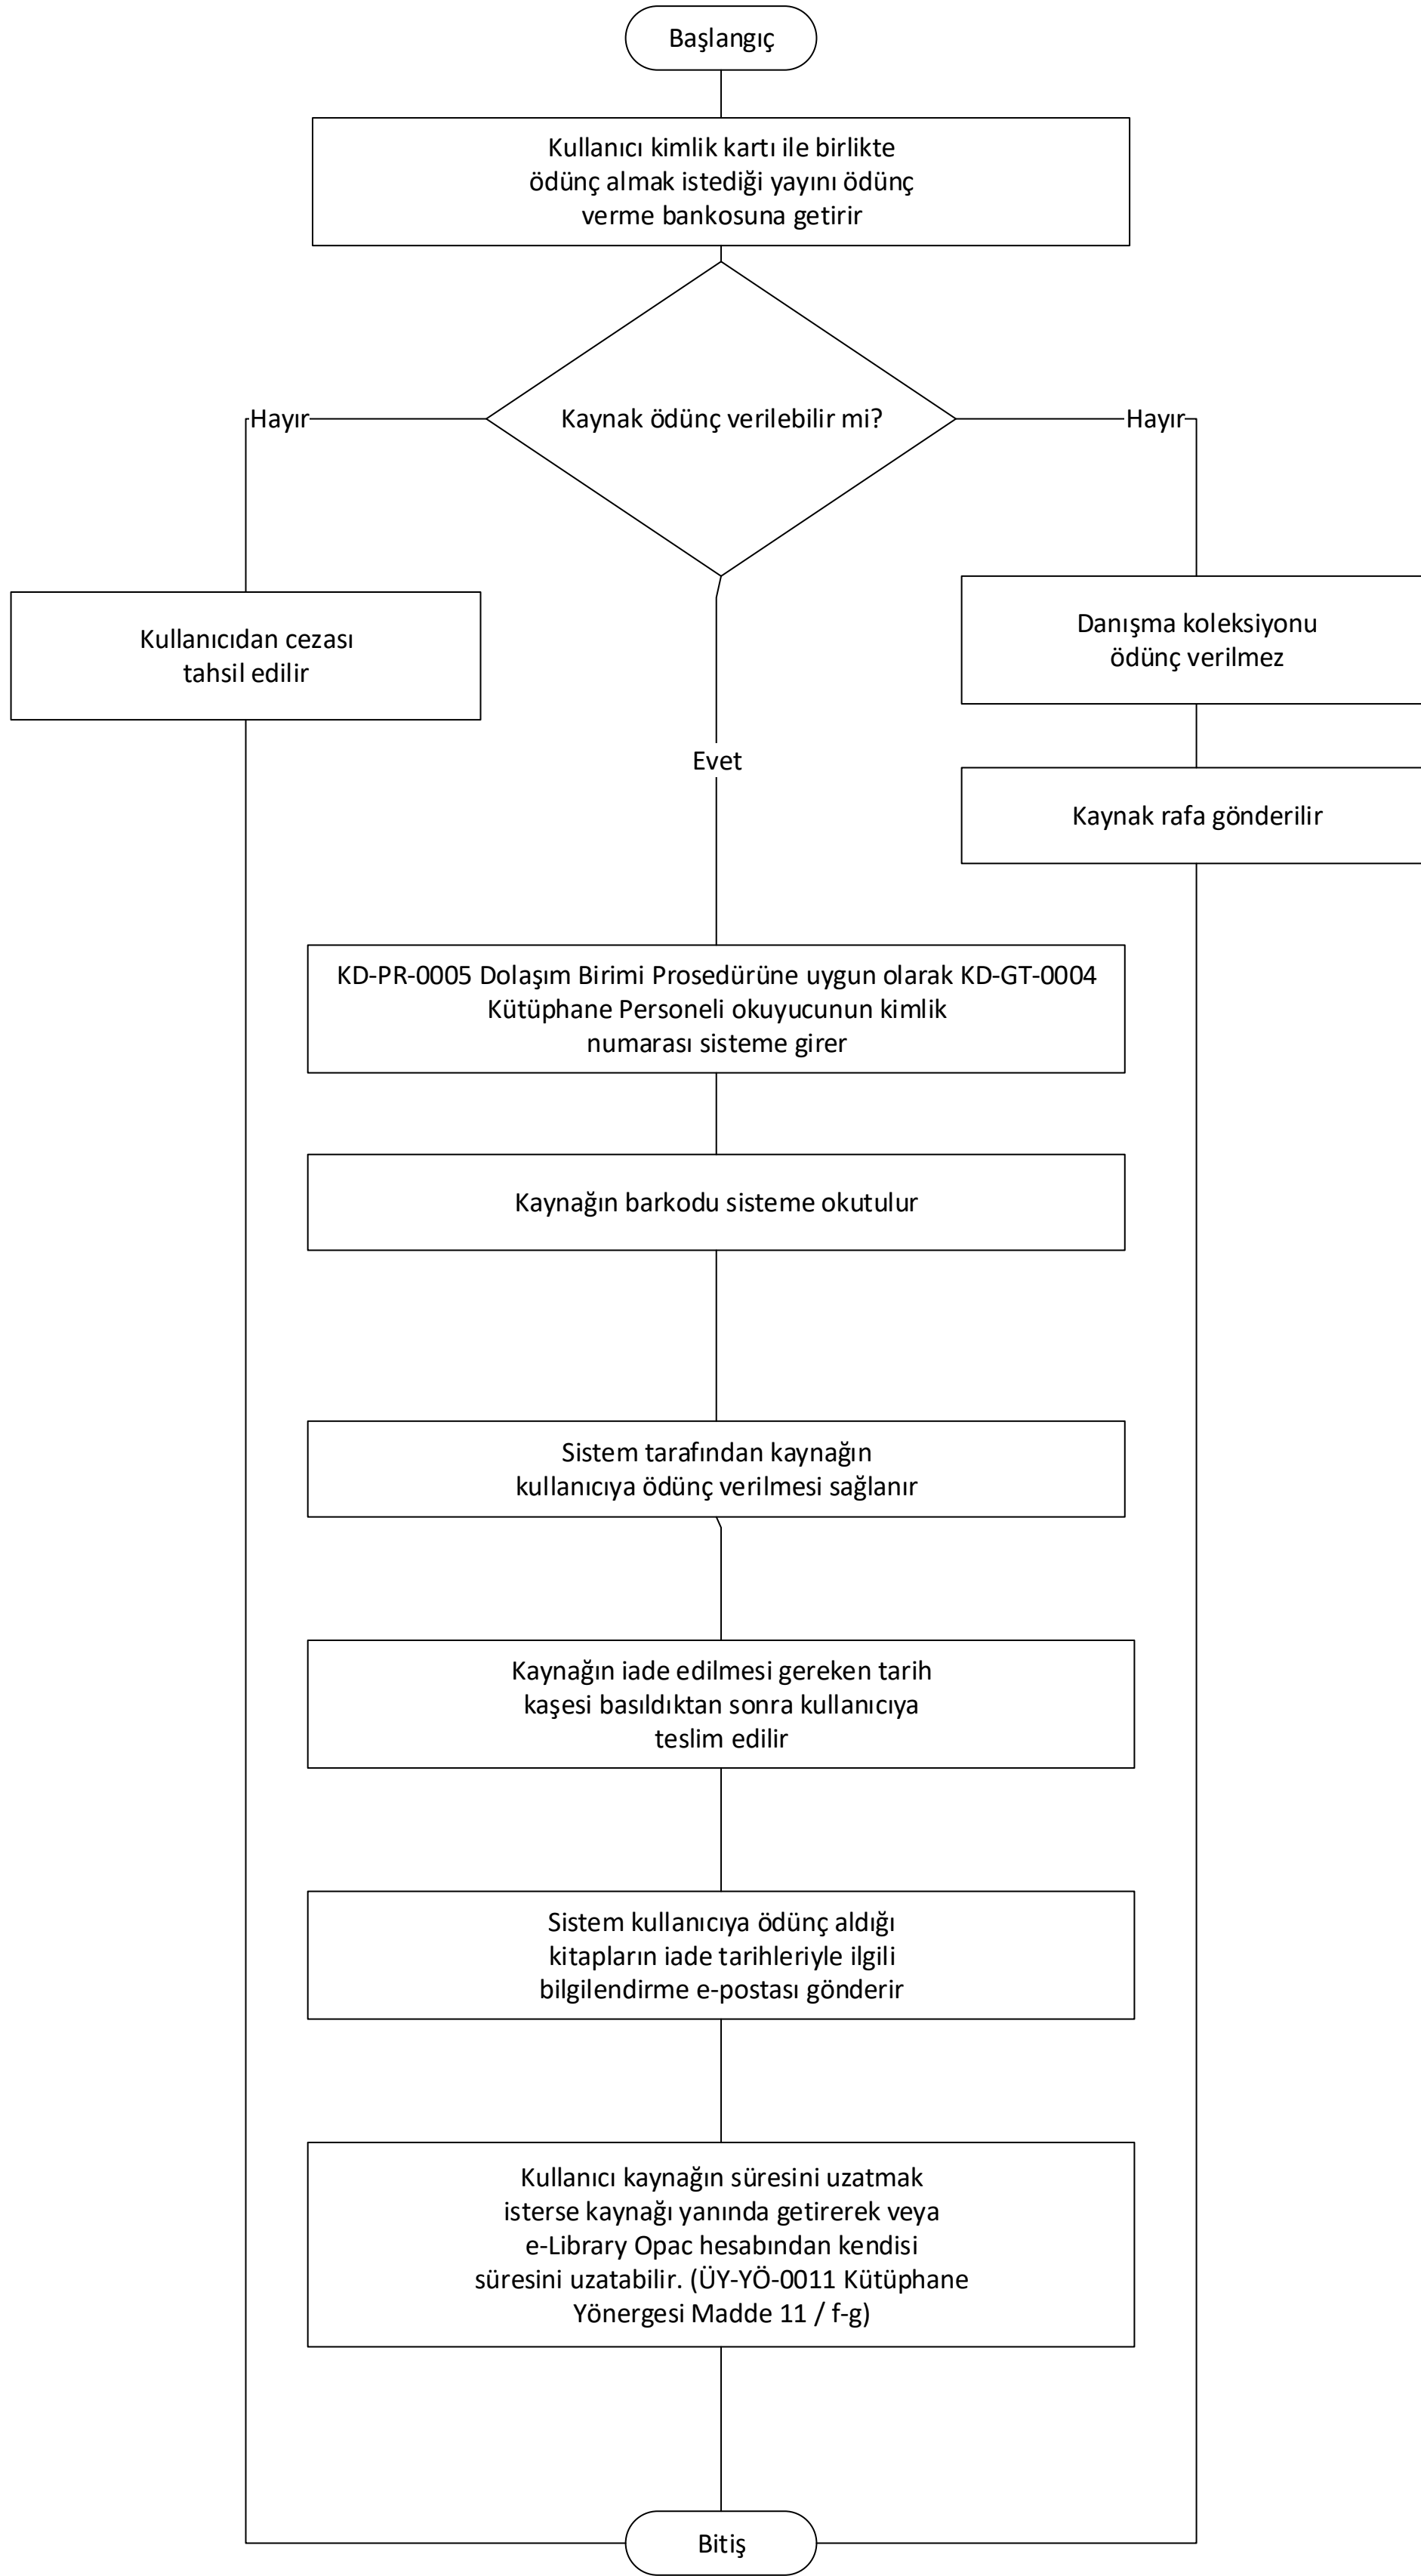 Başlangıç
Kullanıcı kimlik kartı ile birlikte
ödünç almak istediği yayını ödünç
verme bankosuna getirir
Hayır
Kaynak ödünç verilebilir mi?
Hayır
Kullanıcıdan cezası
tahsil edilir
Danışma koleksiyonu
ödünç verilmez
Evet
Kaynak rafa gönderilir
KD-PR-0005 Dolaşım Birimi Prosedürüne uygun olarak KD-GT-0004
Kütüphane Personeli okuyucunun kimlik
numarası sisteme girer
Kaynağın barkodu sisteme okutulur
Sistem tarafından kaynağın
kullanıcıya ödünç verilmesi sağlanır
Kaynağın iade edilmesi gereken tarih
kaşesi basıldıktan sonra kullanıcıya
teslim edilir
Sistem kullanıcıya ödünç aldığı
kitapların iade tarihleriyle ilgili
bilgilendirme e-postası gönderir
Kullanıcı kaynağın süresini uzatmak
isterse kaynağı yanında getirerek veya
e-Library Opac hesabından kendisi
süresini uzatabilir. (ÜY-YÖ-0011 Kütüphane
Yönergesi Madde 11 / f-g)
Bitiş